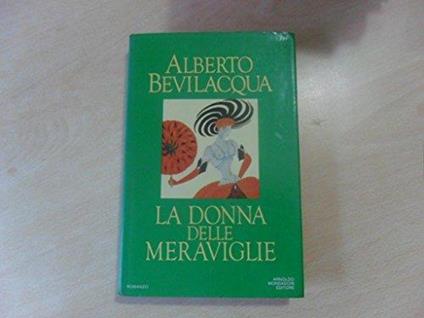 ALBERTO
BEVILACQUA
LA DONNA
DELLE
MERAVIGLIE
ROMANZO
ARNOLDO
MONDADORI
EDITORE